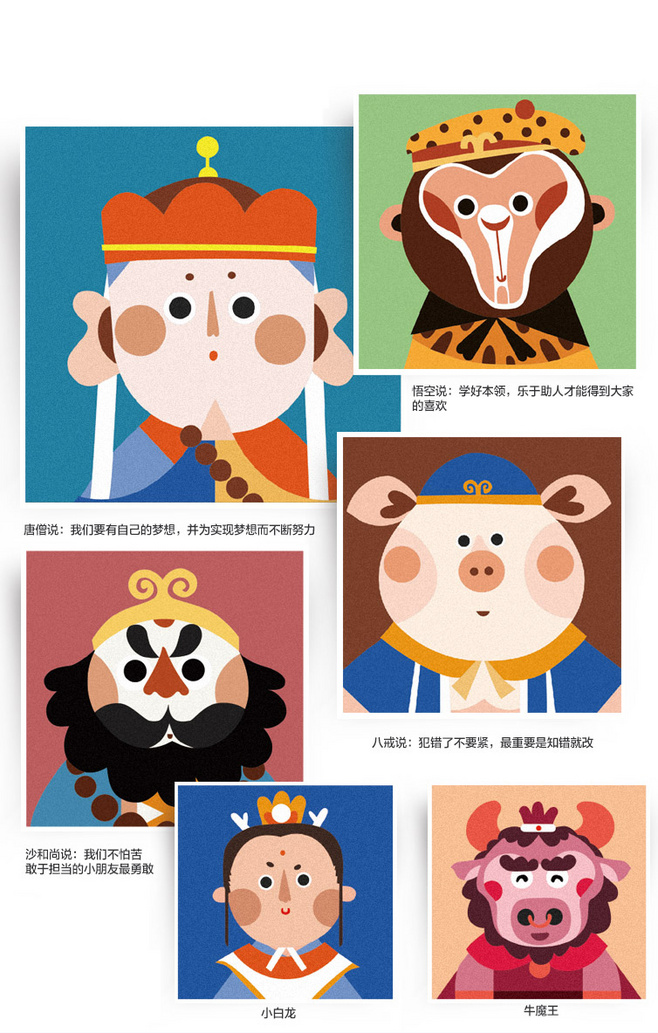 悟空说：学好本领，乐于助人才能得到大家
的喜欢
唐僧说：我们要有自己的梦想，并为实现梦想而不断努力
八戒说：犯错了不要紧，最重要是知错就改
沙和尚说：我们不怕苦
敢于担当的小朋友最勇敢
小白龙
牛魔王